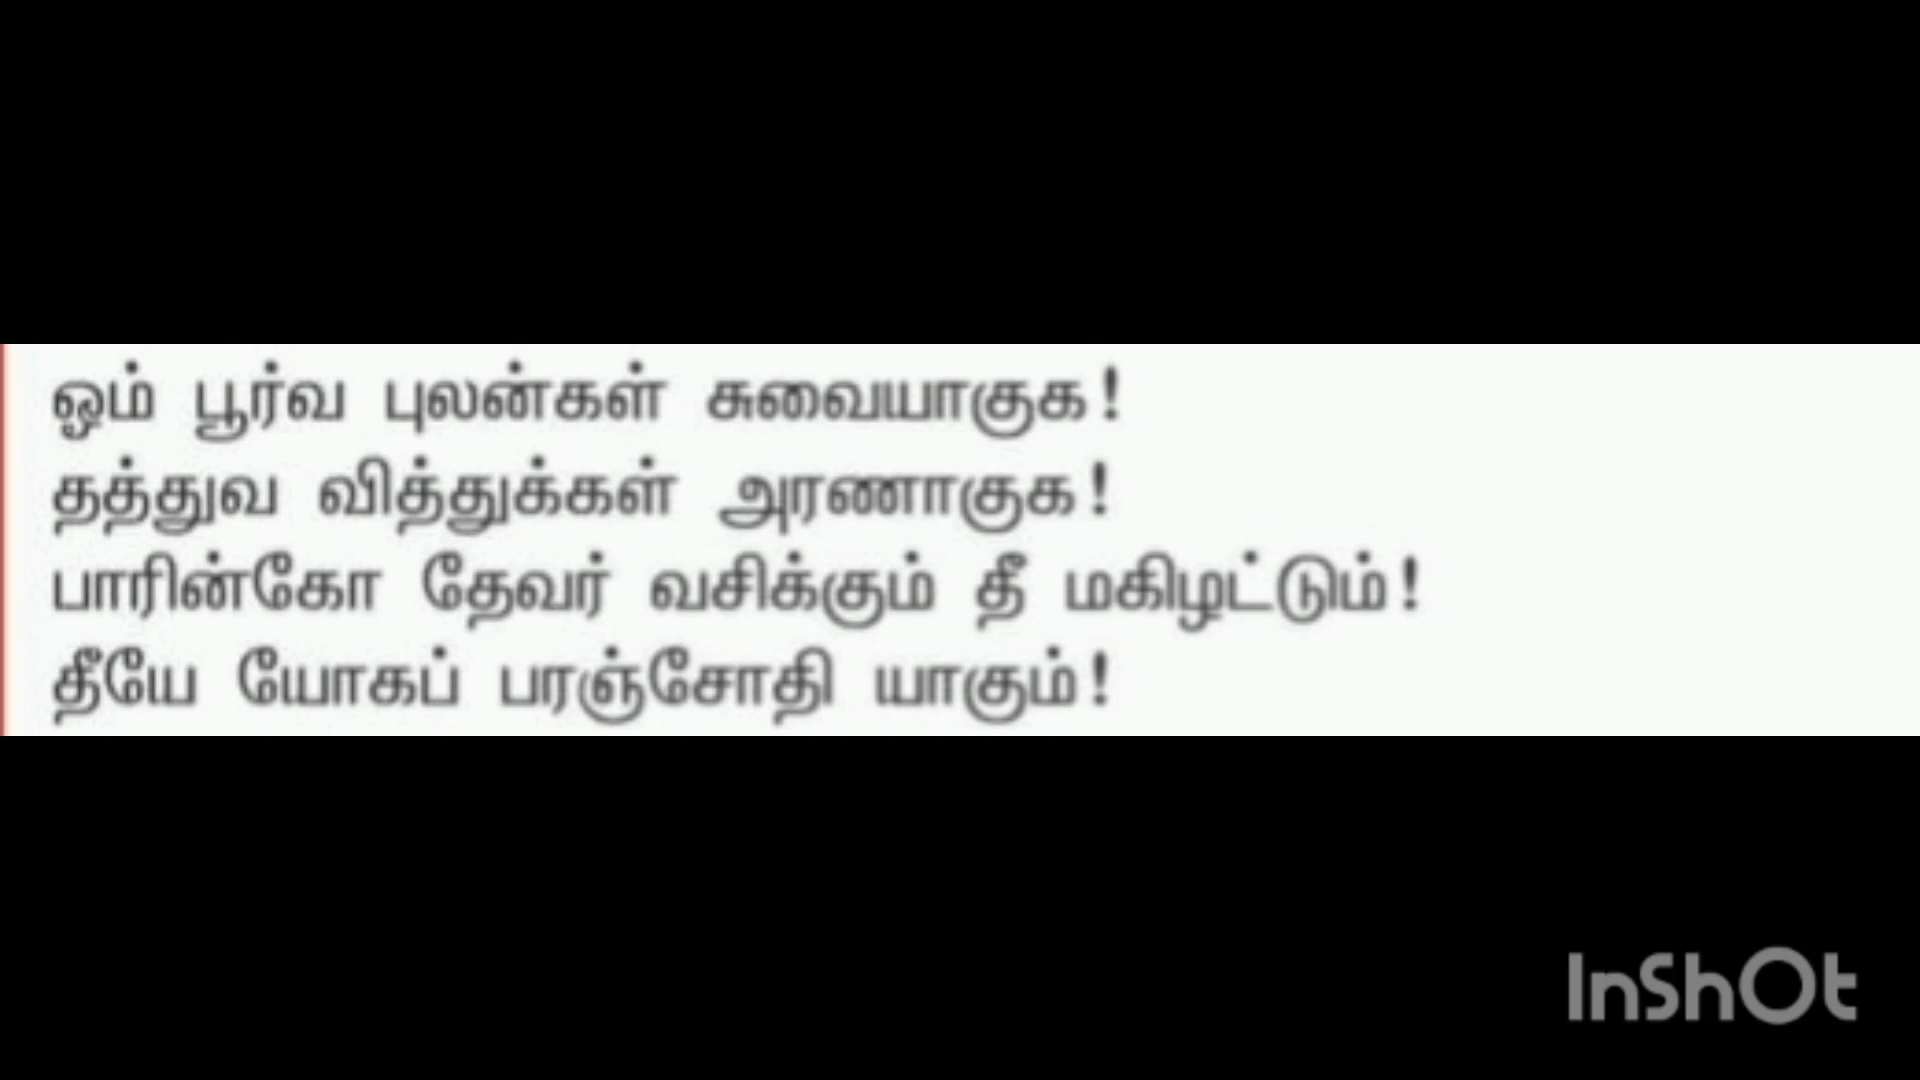 ஓம் பூர்வ புலன்கள் சுவையாகுக!
தத்துவ வித்துக்கள் அரணாகுக!
பாரின்கோ தேவர் வசிக்கும் தீ மகிழட்டும்!
தீயே யோகப் பரஞ்சோதி யாகும்!
InShOt